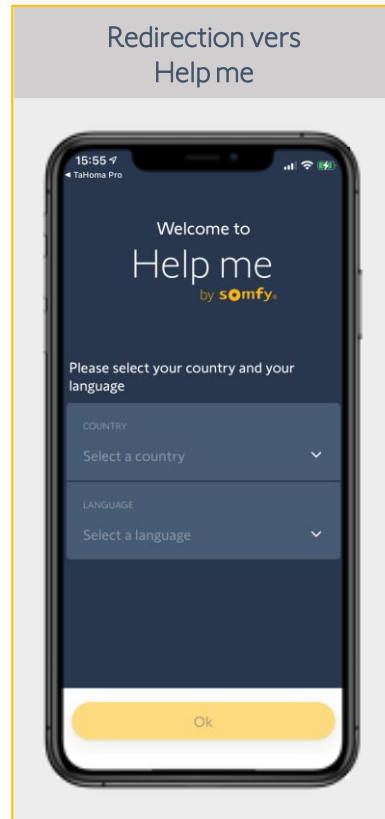 Redirection vers
Help me
15:55
◀ TaHoma Pro
Welcome to
Help me
by somfy®
Please select your country and your
language
COUNTRY
Select a country
LANGUAGE
Select a language
Ok